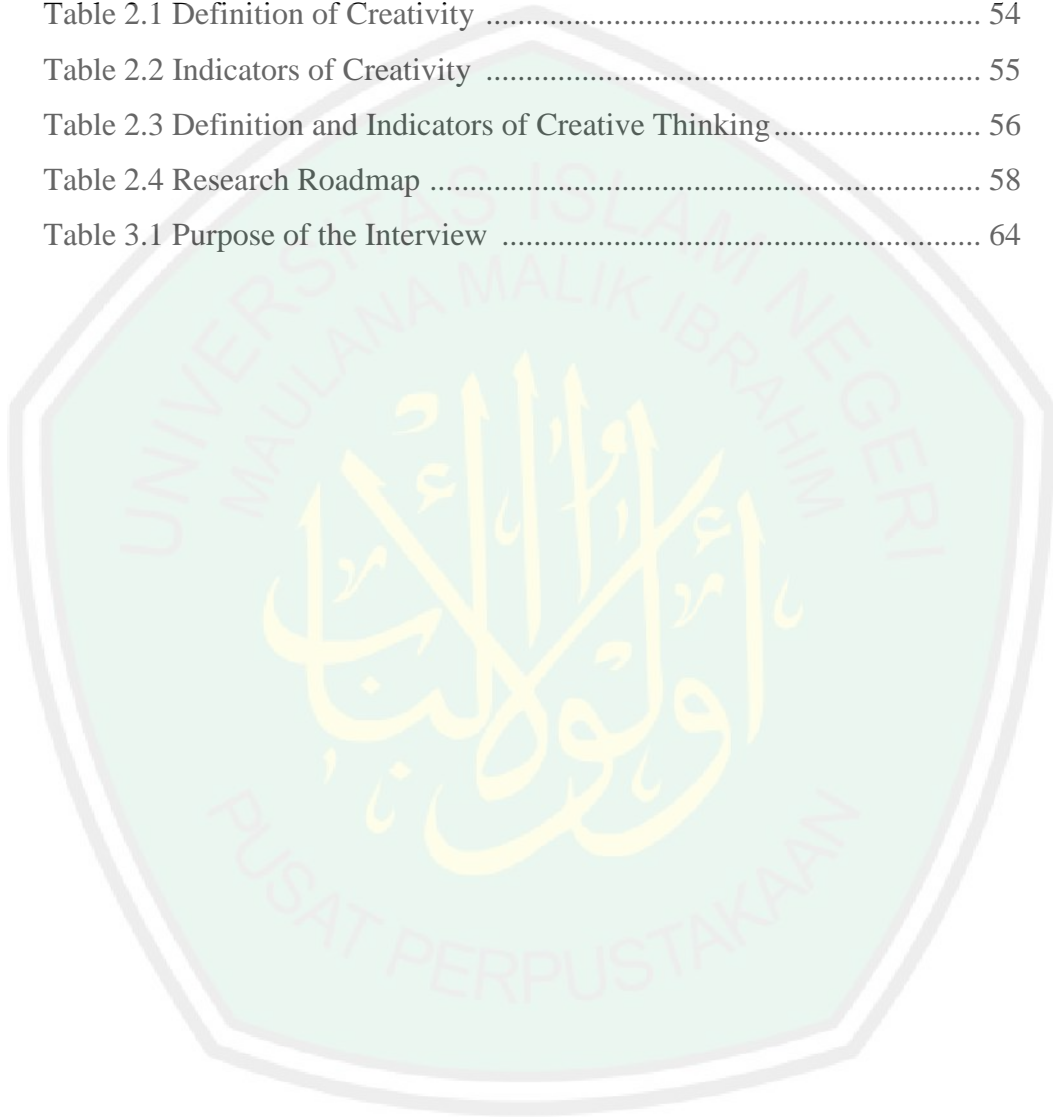 Table 2.1 Definition of Creativity ................................................................ 54
Table 2.2 Indicators of Creativity ................................................................ 55
Table 2.3 Definition and Indicators of Creative Thinking........................... 56
Table 2.4 Research Roadmap ....................................................................... 58
Table 3.1 Purpose of the Interview .............................................................. 64
UNIVERSITAS ISLAM NEGERI
MAULANA MALIK IBRAHIM
أولوا الألباب
PUSAT PERPUSTAKAAN